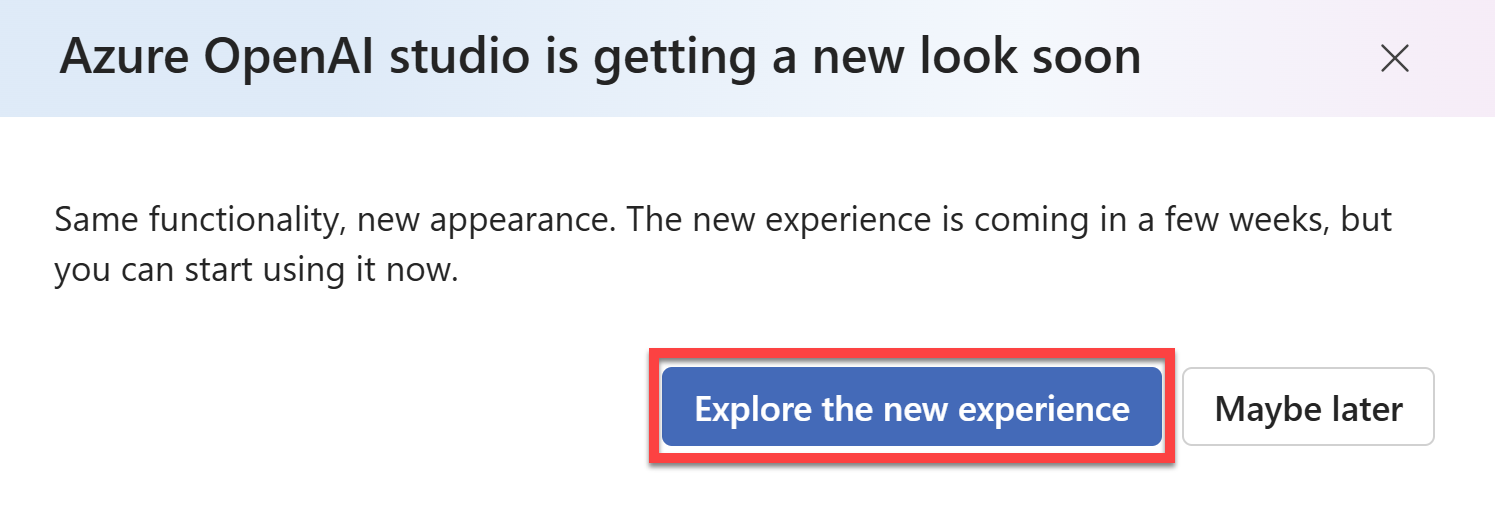 Azure OpenAI studio is getting a new look soon
Same functionality, new appearance. The new experience is coming in a few weeks, but
you can start using it now.
Explore the new experience
Maybe later